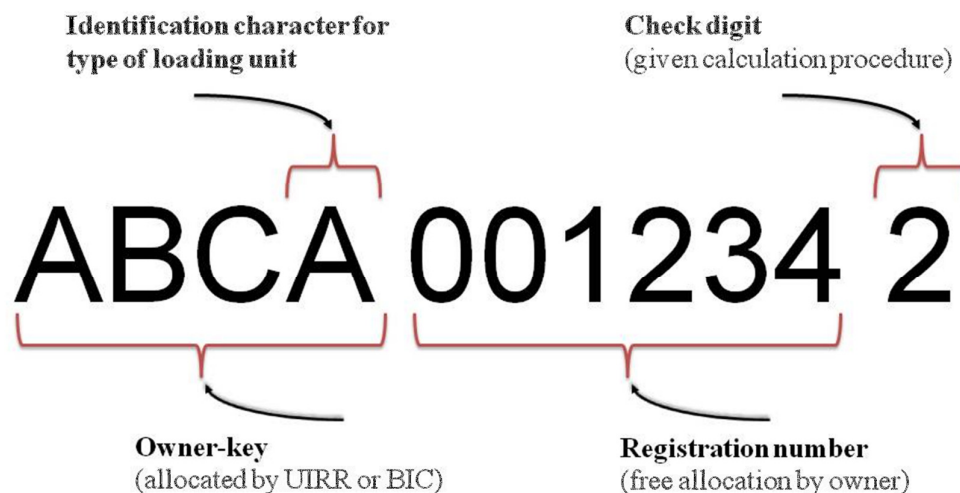 Identification character for
type of loading unit
Check digit
(given calculation procedure)
ABCA 001234 2
Owner-key
(allocated by UIRR or BIC)
Registration number
(free allocation by owner)